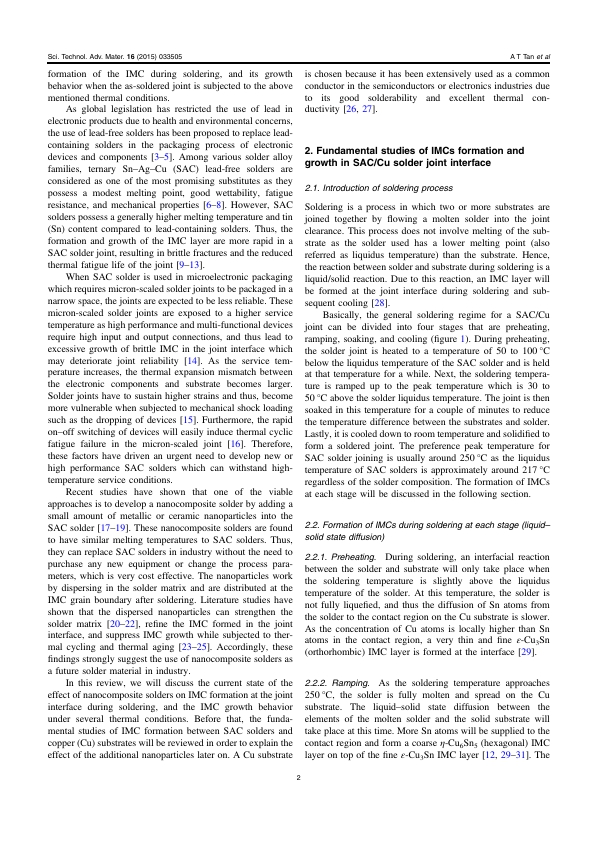 Sci. Technol. Adv. Mater. 16 (2015) 033505
A T Tan et al
formation of the IMC during soldering, and its growth
behavior when the as-soldered joint is subjected to the above
mentioned thermal conditions.
As global legislation has restricted the use of lead in
electronic products due to health and environmental concerns,
the use of lead-free solders has been proposed to replace lead-
containing solders in the packaging process of electronic
devices and components [3–5]. Among various solder alloy
families, ternary Sn–Ag–Cu (SAC) lead-free solders are
considered as one of the most promising substitutes as they
possess a modest melting point, good wettability, fatigue
resistance, and mechanical properties [6–8]. However, SAC
solders possess a generally higher melting temperature and tin
(Sn) content compared to lead-containing solders. Thus, the
formation and growth of the IMC layer are more rapid in a
SAC solder joint, resulting in brittle fractures and the reduced
thermal fatigue life of the joint [9–13].
When SAC solder is used in microelectronic packaging
which requires micron-scaled solder joints to be packaged in a
narrow space, the joints are expected to be less reliable. These
micron-scaled solder joints are exposed to a higher service
temperature as high performance and multi-functional devices
require high input and output connections, and thus lead to
excessive growth of brittle IMC in the joint interface which
may deteriorate joint reliability [14]. As the service tem-
perature increases, the thermal expansion mismatch between
the electronic components and substrate becomes larger.
Solder joints have to sustain higher strains and thus, become
more vulnerable when subjected to mechanical shock loading
such as the dropping of devices [15]. Furthermore, the rapid
on–off switching of devices will easily induce thermal cyclic
fatigue failure in the micron-scaled joint [16]. Therefore,
these factors have driven an urgent need to develop new or
high performance SAC solders which can withstand high-
temperature service conditions.
Recent studies have shown that one of the viable
approaches is to develop a nanocomposite solder by adding a
small amount of metallic or ceramic nanoparticles into the
SAC solder [17–19]. These nanocomposite solders are found
to have similar melting temperatures to SAC solders. Thus,
they can replace SAC solders in industry without the need to
purchase any new equipment or change the process para-
meters, which is very cost effective. The nanoparticles work
by dispersing in the solder matrix and are distributed at the
IMC grain boundary after soldering. Literature studies have
shown that the dispersed nanoparticles can strengthen the
solder matrix [20–22], refine the IMC formed in the joint
interface, and suppress IMC growth while subjected to ther-
mal cycling and thermal aging [23–25]. Accordingly, these
findings strongly suggest the use of nanocomposite solders as
a future solder material in industry.
In this review, we will discuss the current state of the
effect of nanocomposite solders on IMC formation at the joint
interface during soldering, and the IMC growth behavior
under several thermal conditions. Before that, the funda-
mental studies of IMC formation between SAC solders and
copper (Cu) substrates will be reviewed in order to explain the
effect of the additional nanoparticles later on. A Cu substrate
is chosen because it has been extensively used as a common
conductor in the semiconductors or electronics industries due
to its good solderability and excellent thermal con-
ductivity [26, 27].
2. Fundamental studies of IMCs formation and
growth in SAC/Cu solder joint interface
2.1. Introduction of soldering process
Soldering is a process in which two or more substrates are
joined together by flowing a molten solder into the joint
clearance. This process does not involve melting of the sub-
strate as the solder used has a lower melting point (also
referred as liquidus temperature) than the substrate. Hence,
the reaction between solder and substrate during soldering is a
liquid/solid reaction. Due to this reaction, an IMC layer will
be formed at the joint interface during soldering and sub-
sequent cooling [28].
Basically, the general soldering regime for a SAC/Cu
joint can be divided into four stages that are preheating,
ramping, soaking, and cooling (figure 1). During preheating,
the solder joint is heated to a temperature of 50 to 100 °C
below the liquidus temperature of the SAC solder and is held
at that temperature for a while. Next, the soldering tempera-
ture is ramped up to the peak temperature which is 30 to
50 °C above the solder liquidus temperature. The joint is then
soaked in this temperature for a couple of minutes to reduce
the temperature difference between the substrates and solder.
Lastly, it is cooled down to room temperature and solidified to
form a soldered joint. The preference peak temperature for
SAC solder joining is usually around 250 °C as the liquidus
temperature of SAC solders is approximately around 217 °C
regardless of the solder composition. The formation of IMCs
at each stage will be discussed in the following section.
2.2. Formation of IMCs during soldering at each stage (liquid–
solid state diffusion)
2.2.1. Preheating. During soldering, an interfacial reaction
between the solder and substrate will only take place when
the soldering temperature is slightly above the liquidus
temperature of the solder. At this temperature, the solder is
not fully liquefied, and thus the diffusion of Sn atoms from
the solder to the contact region on the Cu substrate is slower.
As the concentration of Cu atoms is locally higher than Sn
atoms in the contact region, a very thin and fine ε-Cu₃Sn
(orthorhombic) IMC layer is formed at the interface [29].
2.2.2. Ramping. As the soldering temperature approaches
250 °C, the solder is fully molten and spread on the Cu
substrate. The liquid–solid state diffusion between the
elements of the molten solder and the solid substrate will
take place at this time. More Sn atoms will be supplied to the
contact region and form a coarse η-Cu₆Sn₅ (hexagonal) IMC
layer on top of the fine ε-Cu₃Sn IMC layer [12, 29–31]. The
2